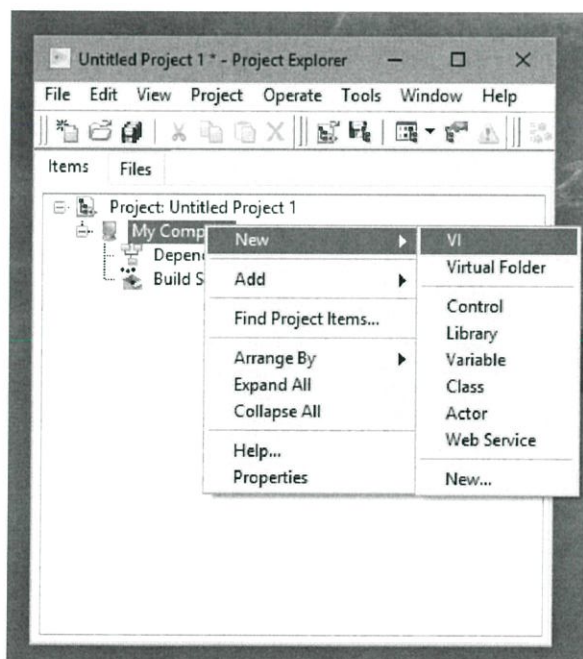 Untitled Project 1 * - Project Explorer
File Edit View Project Operate Tools Window Help
Items Files
Project: Untitled Project 1
My Comp
Depend
Build S
New
Add
Find Project Items...
Arrange By
Expand All
Collapse All
Help...
Properties
VI
Virtual Folder
Control
Library
Variable
Class
Actor
Web Service
New...